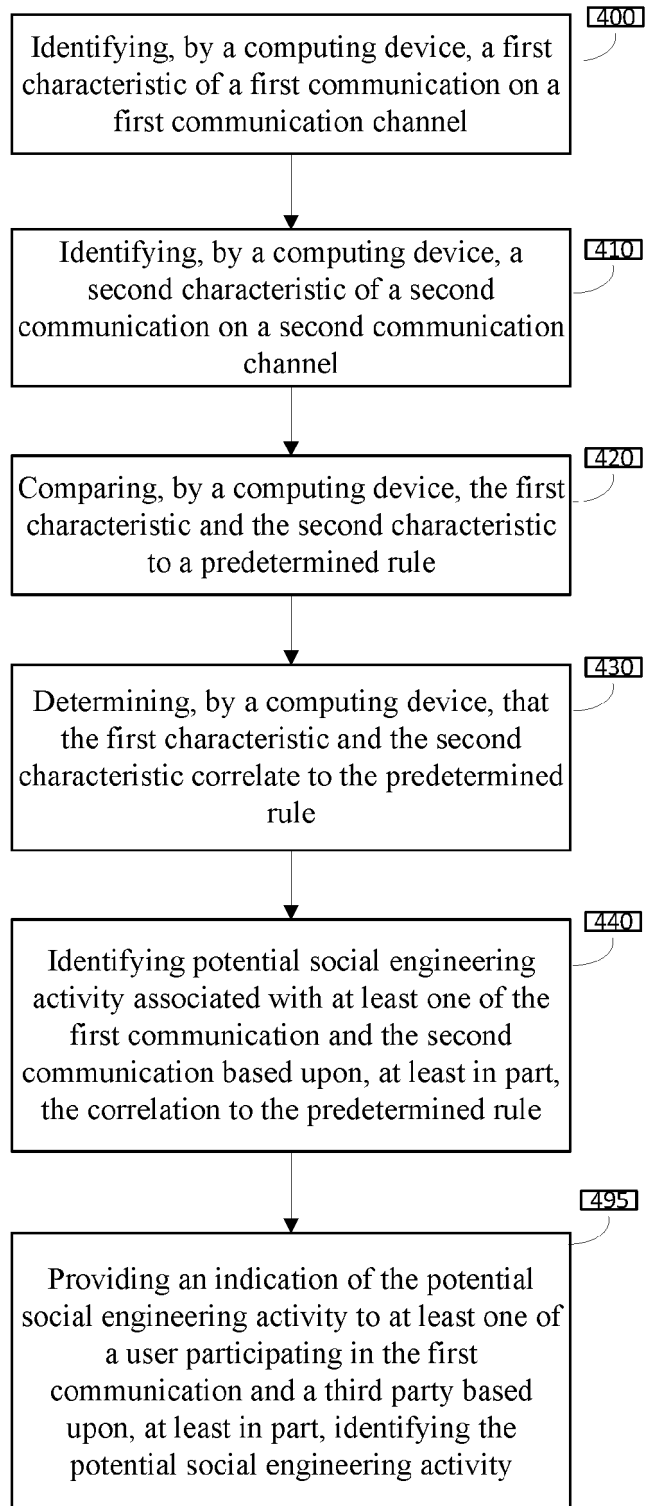 400
Identifying, by a computing device, a first
characteristic of a first communication on a
first communication channel
410
Identifying, by a computing device, a
second characteristic of a second
communication on a second communication
channel
420
Comparing, by a computing device, the first
characteristic and the second characteristic
to a predetermined rule
430
Determining, by a computing device, that
the first characteristic and the second
characteristic correlate to the predetermined
rule
440
Identifying potential social engineering
activity associated with at least one of the
first communication and the second
communication based upon, at least in part,
the correlation to the predetermined rule
495
Providing an indication of the potential
social engineering activity to at least one of
a user participating in the first
communication and a third party based
upon, at least in part, identifying the
potential social engineering activity